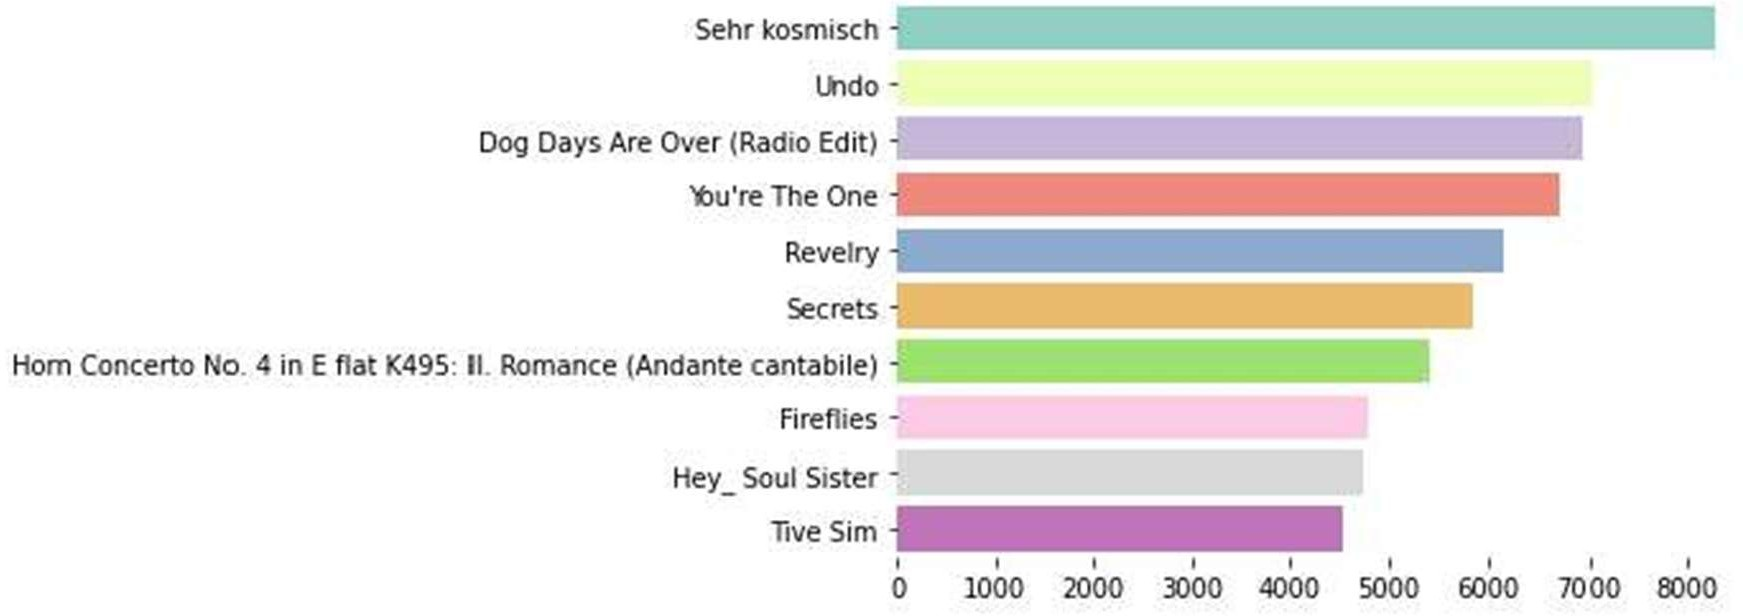 Sehr kosmisch
Undo
Dog Days Are Over (Radio Edit)
You're The One
Revelry
Secrets
Horn Concerto No. 4 in E flat K495: II. Romance (Andante cantabile)
Fireflies
Hey_ Soul Sister
Tive Sim
0 1000 2000 3000 4000 5000 6000 7000 8000